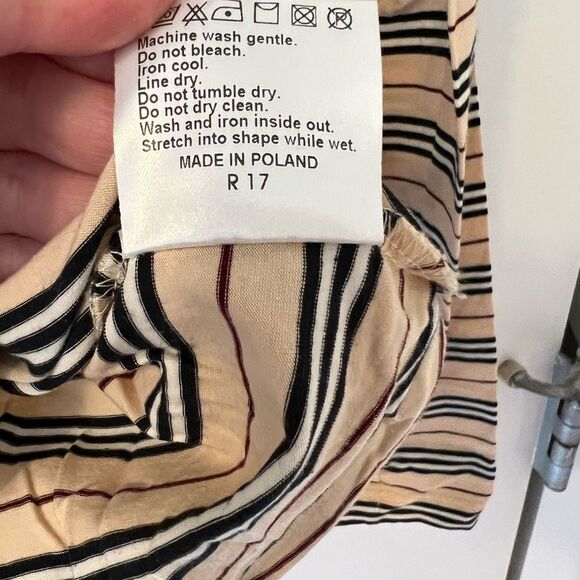 Machine wash gentle.
Do not bleach.
Iron cool.
Line dry.
Do not tumble dry.
Do not dry clean.
Wash and iron inside out.
Stretch into shape while wet.
MADE IN POLAND
R 17